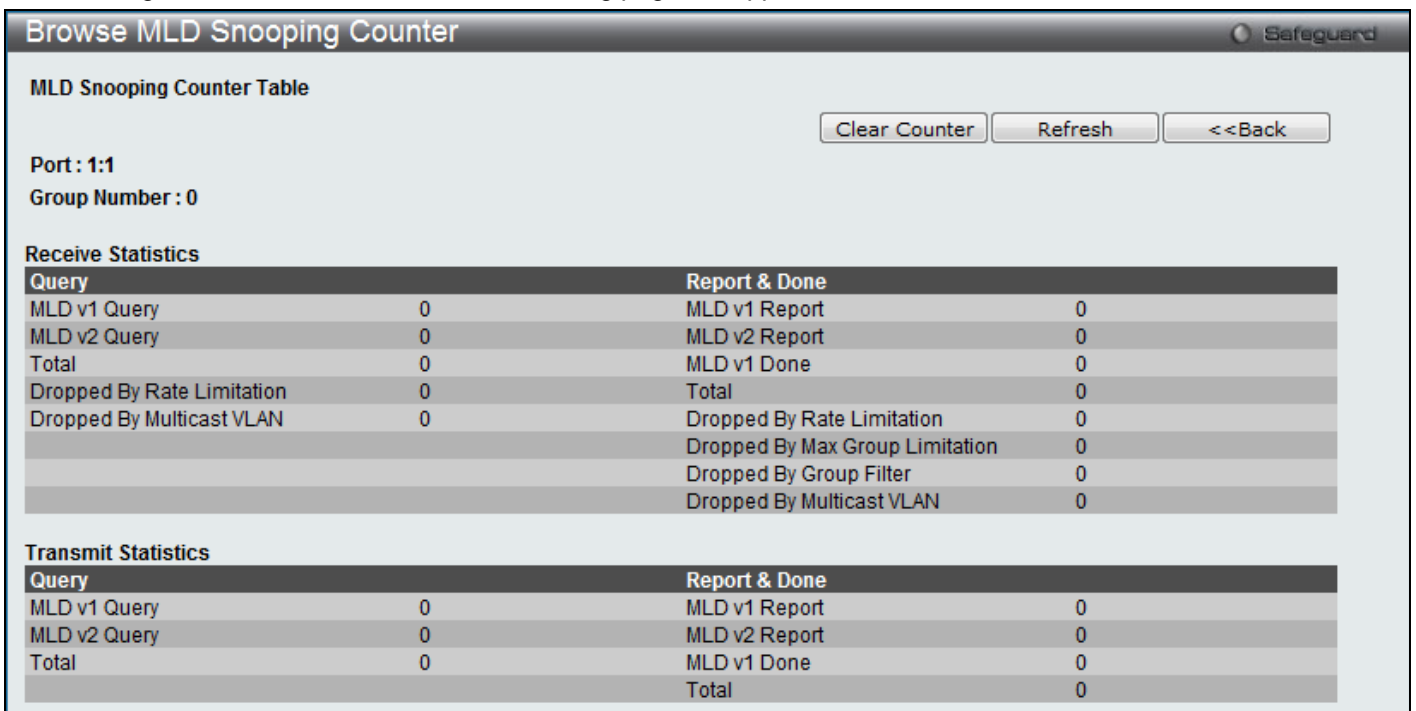 Browse MLD Snooping Counter Safeguard
MLD Snooping Counter Table
Clear Counter Refresh <<Back
Port : 1:1
Group Number : 0
Receive Statistics
Query Report & Done
MLD v1 Query 0 MLD v1 Report 0
MLD v2 Query 0 MLD v2 Report 0
Total 0 MLD v1 Done 0
Dropped By Rate Limitation 0 Total 0
Dropped By Multicast VLAN 0 Dropped By Rate Limitation 0
Dropped By Max Group Limitation 0
Dropped By Group Filter 0
Dropped By Multicast VLAN 0
Transmit Statistics
Query Report & Done
MLD v1 Query 0 MLD v1 Report 0
MLD v2 Query 0 MLD v2 Report 0
Total 0 MLD v1 Done 0
Total 0